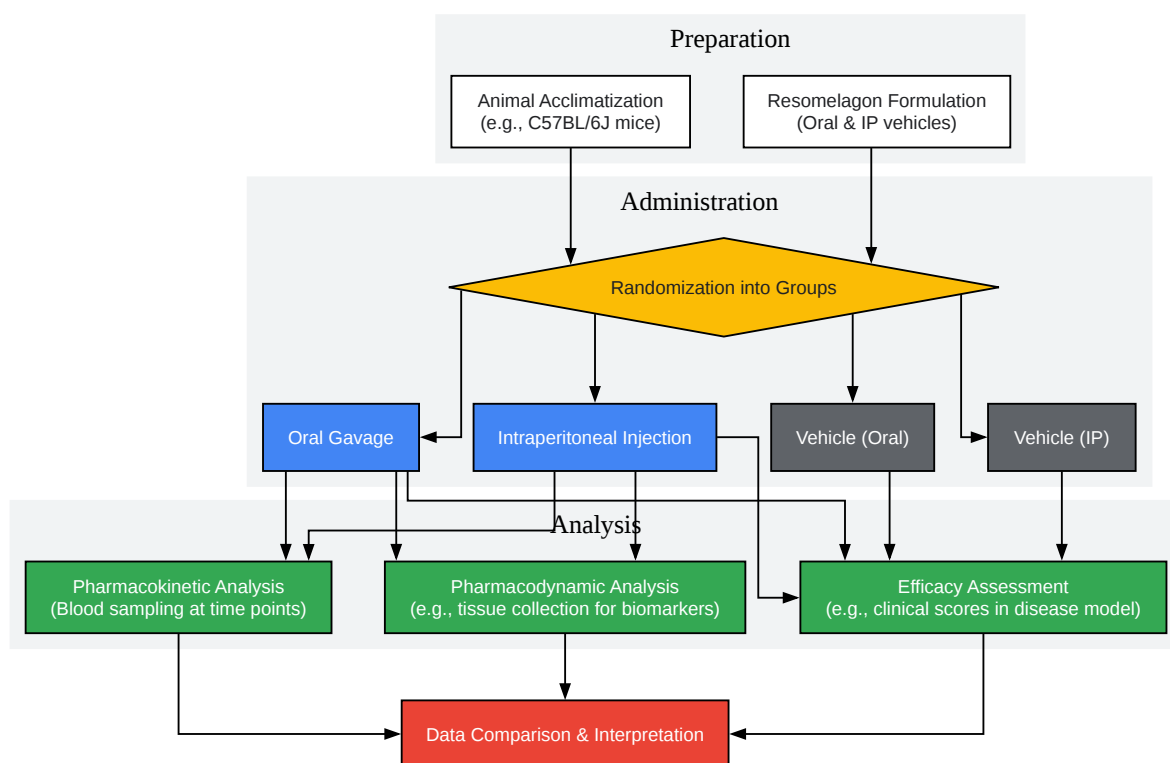 Preparation
Animal Acclimatization
(e.g., C57BL/6J mice)
Resomelagon Formulation
(Oral & IP vehicles)
Administration
Randomization into Groups
Oral Gavage
Intraperitoneal Injection
Vehicle (Oral)
Vehicle (IP)
Analysis
Pharmacokinetic Analysis
(Blood sampling at time points)
Pharmacodynamic Analysis
(e.g., tissue collection for biomarkers)
Efficacy Assessment
(e.g., clinical scores in disease model)
Data Comparison & Interpretation